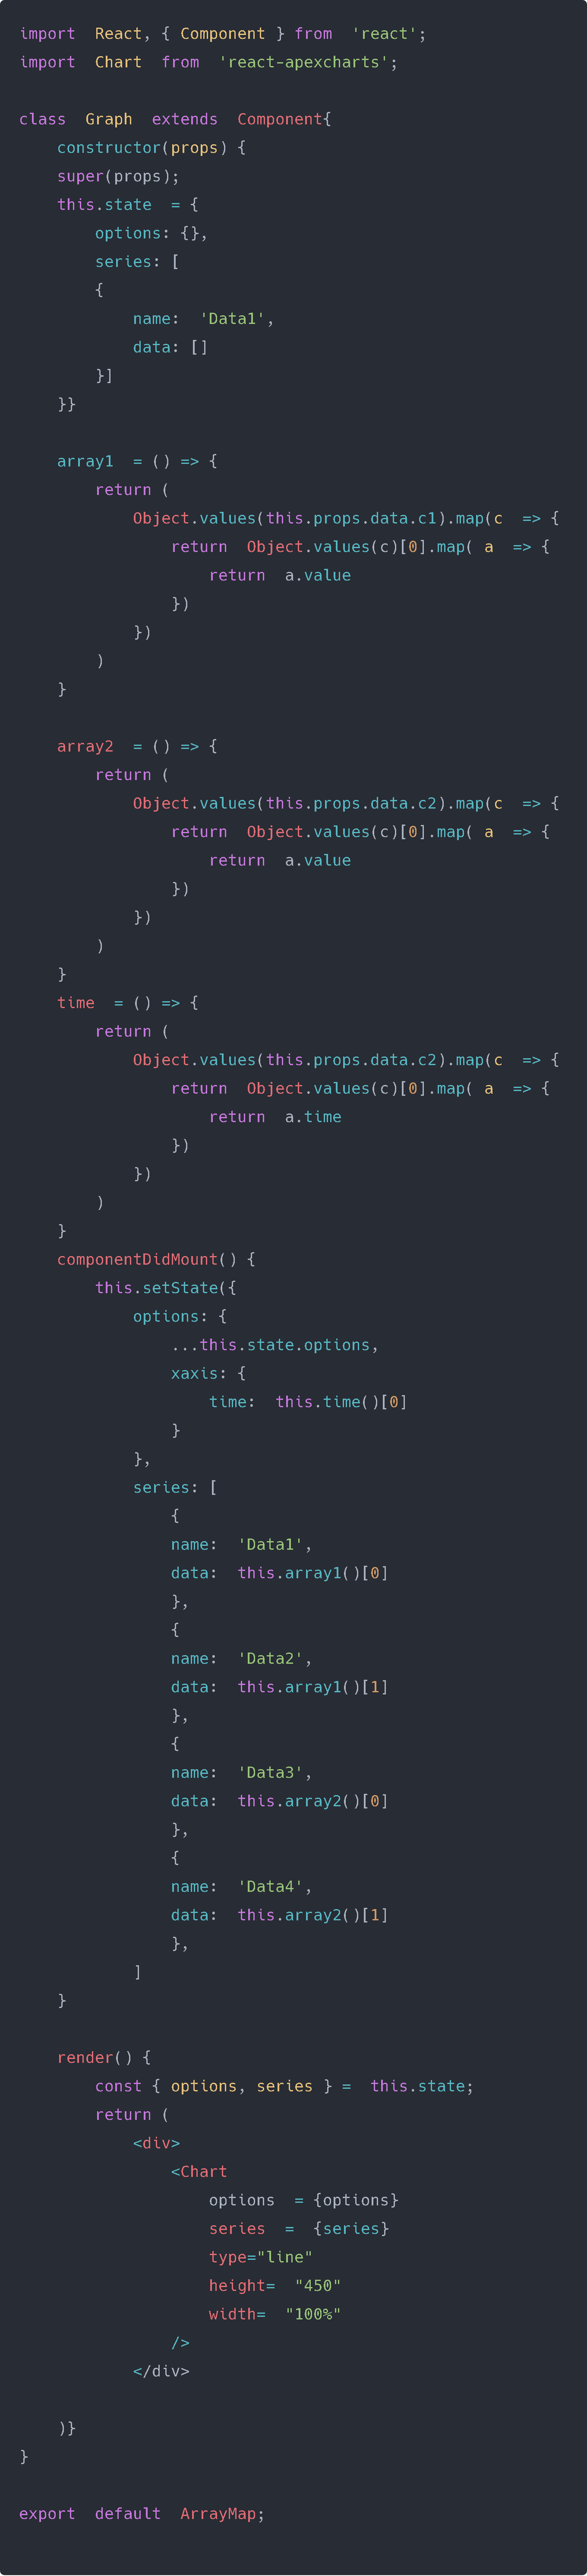 import React, { Component } from 'react';
import Chart from 'react-apexcharts';
class Graph extends Component{
constructor(props) {
super(props);
this.state = {
options: {},
series: [
{
name: 'Data1',
data: []
}]
}}
array1 = () => {
return (
Object.values(this.props.data.c1).map(c => {
return Object.values(c)[0].map( a => {
return a.value
})
})
)
}
array2 = () => {
return (
Object.values(this.props.data.c2).map(c => {
return Object.values(c)[0].map( a => {
return a.value
})
})
)
}
time = () => {
return (
Object.values(this.props.data.c2).map(c => {
return Object.values(c)[0].map( a => {
return a.time
})
})
)
}
componentDidMount() {
this.setState({
options: {
...this.state.options,
xaxis: {
time: this.time()[0]
}
},
series: [
{
name: 'Data1',
data: this.array1()[0]
},
{
name: 'Data2',
data: this.array1()[1]
},
{
name: 'Data3',
data: this.array2()[0]
},
{
name: 'Data4',
data: this.array2()[1]
},
]
}
render() {
const { options, series } = this.state;
return (
<div>
<Chart
options = {options}
series = {series}
type="line"
height= "450"
width= "100%"
/>
</div>
)}
}
export default ArrayMap;